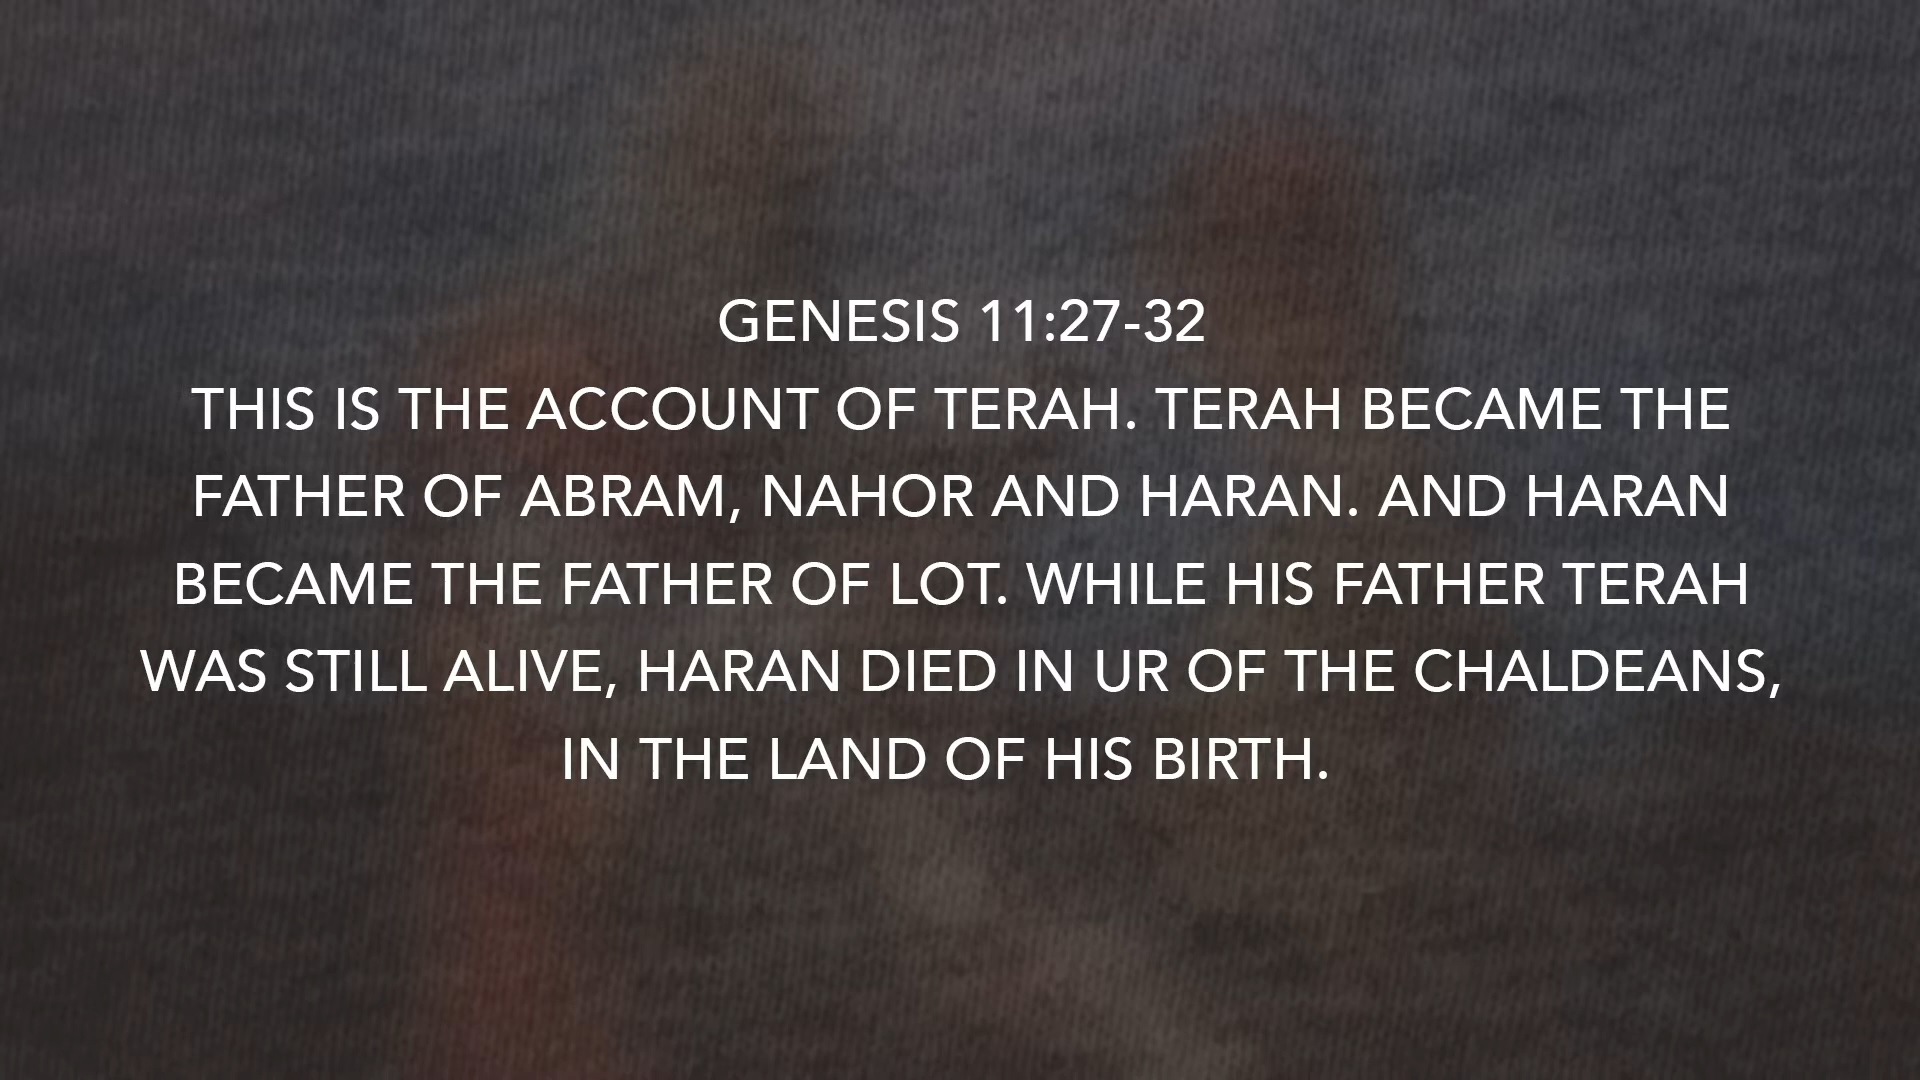 GENESIS 11:27-32
THIS IS THE ACCOUNT OF TERAH. TERAH BECAME THE
FATHER OF ABRAM, NAHOR AND HARAN. AND HARAN
BECAME THE FATHER OF LOT. WHILE HIS FATHER TERAH
WAS STILL ALIVE, HARAN DIED IN UR OF THE CHALDEANS,
IN THE LAND OF HIS BIRTH.